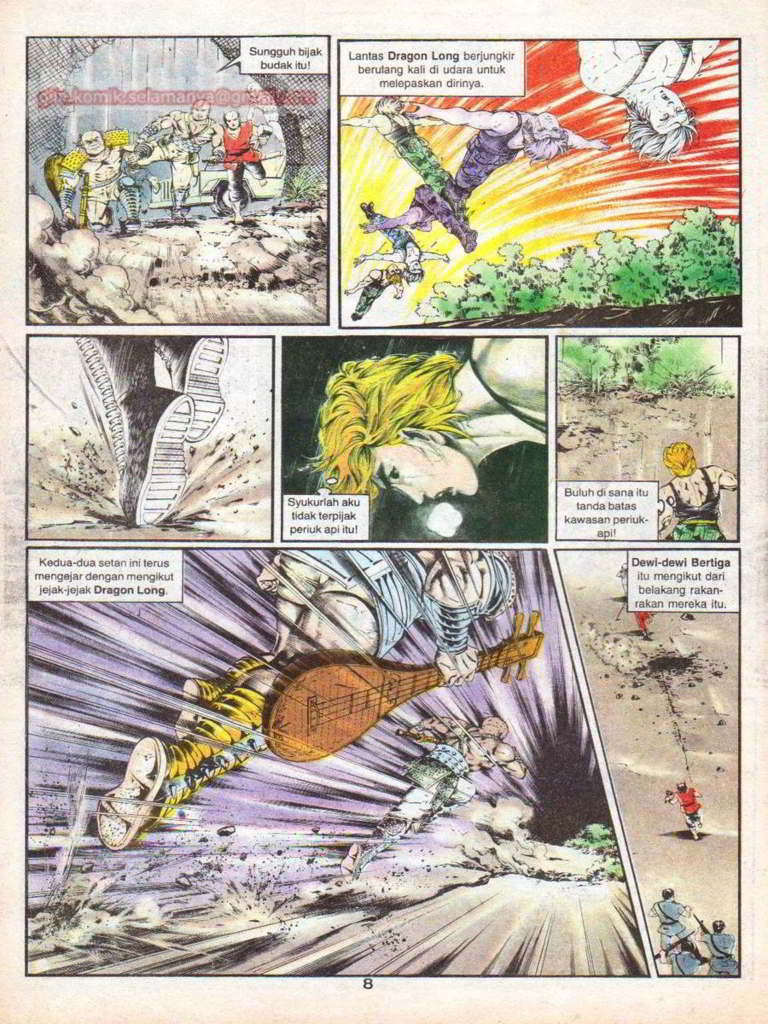 Sungguh bijak
budak itu!
Lantas Dragon Long berjungkir
berulang kali di udara untuk
melepaskan dirinya.
Syukurlah aku
tidak terpijak
periuk api itu!
Buluh di sana itu
tanda batas
kawasan periuk-
api!
Kedua-dua setan ini terus
mengejar dengan mengikut
jejak-jejak Dragon Long.
Dewi-dewi Bertiga
itu mengikut dari
belakang rakan-
rakan mereka itu.
8